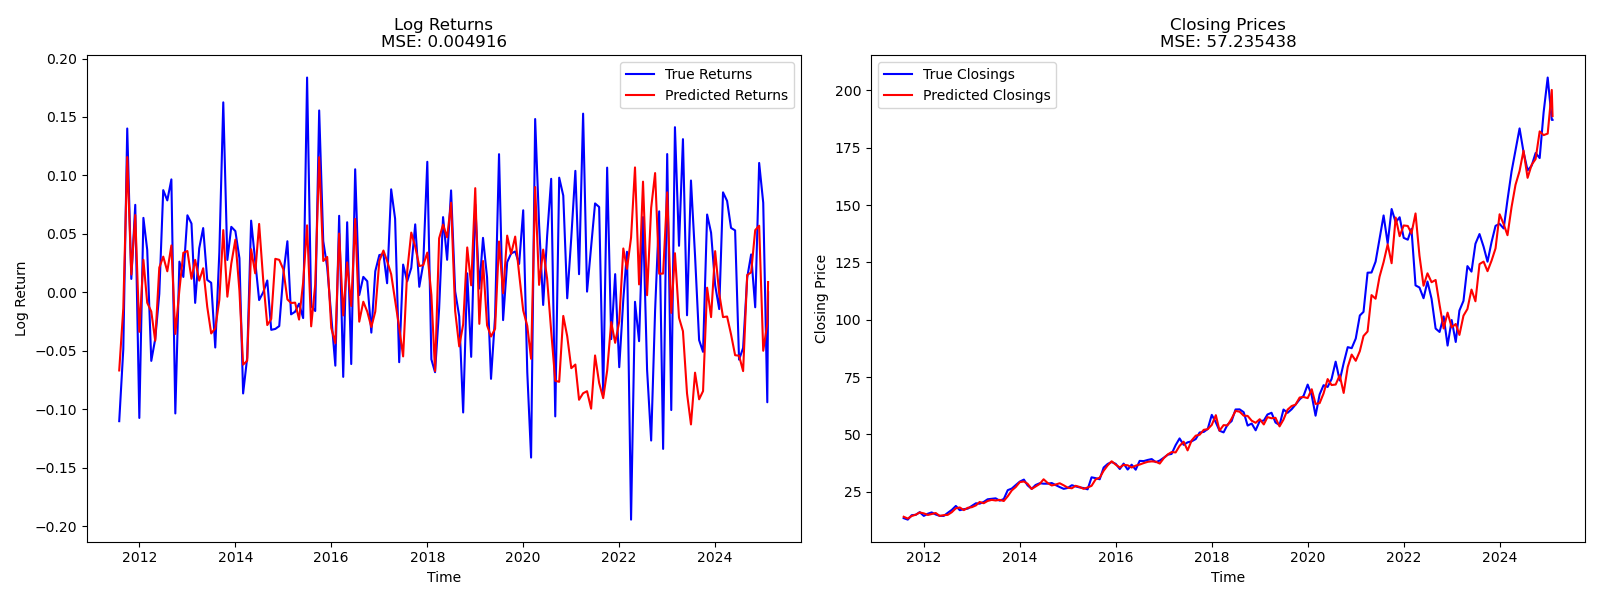 Log Returns
MSE: 0.004916
True Returns
Predicted Returns
0.20
0.15
0.10
0.05
0.00
−0.05
−0.10
−0.15
−0.20
Log Return
2012
2014
2016
2018
2020
2022
2024
Time
Closing Prices
MSE: 57.235438
True Closings
Predicted Closings
200
175
150
125
100
75
50
25
Closing Price
2012
2014
2016
2018
2020
2022
2024
Time